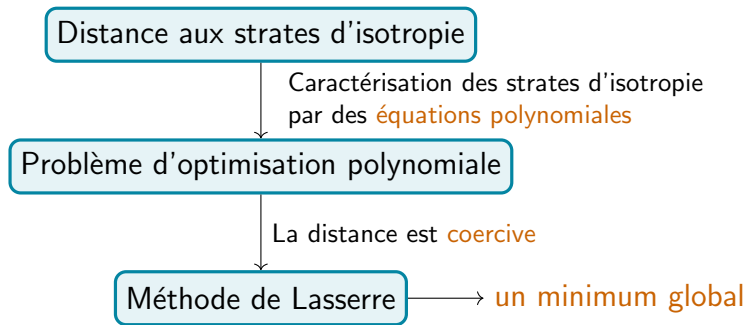 Distance aux strates d'isotropie
Caractérisation des strates d'isotropie
par des équations polynomiales
Problème d'optimisation polynomiale
La distance est coercive
Méthode de Lasserre
un minimum global